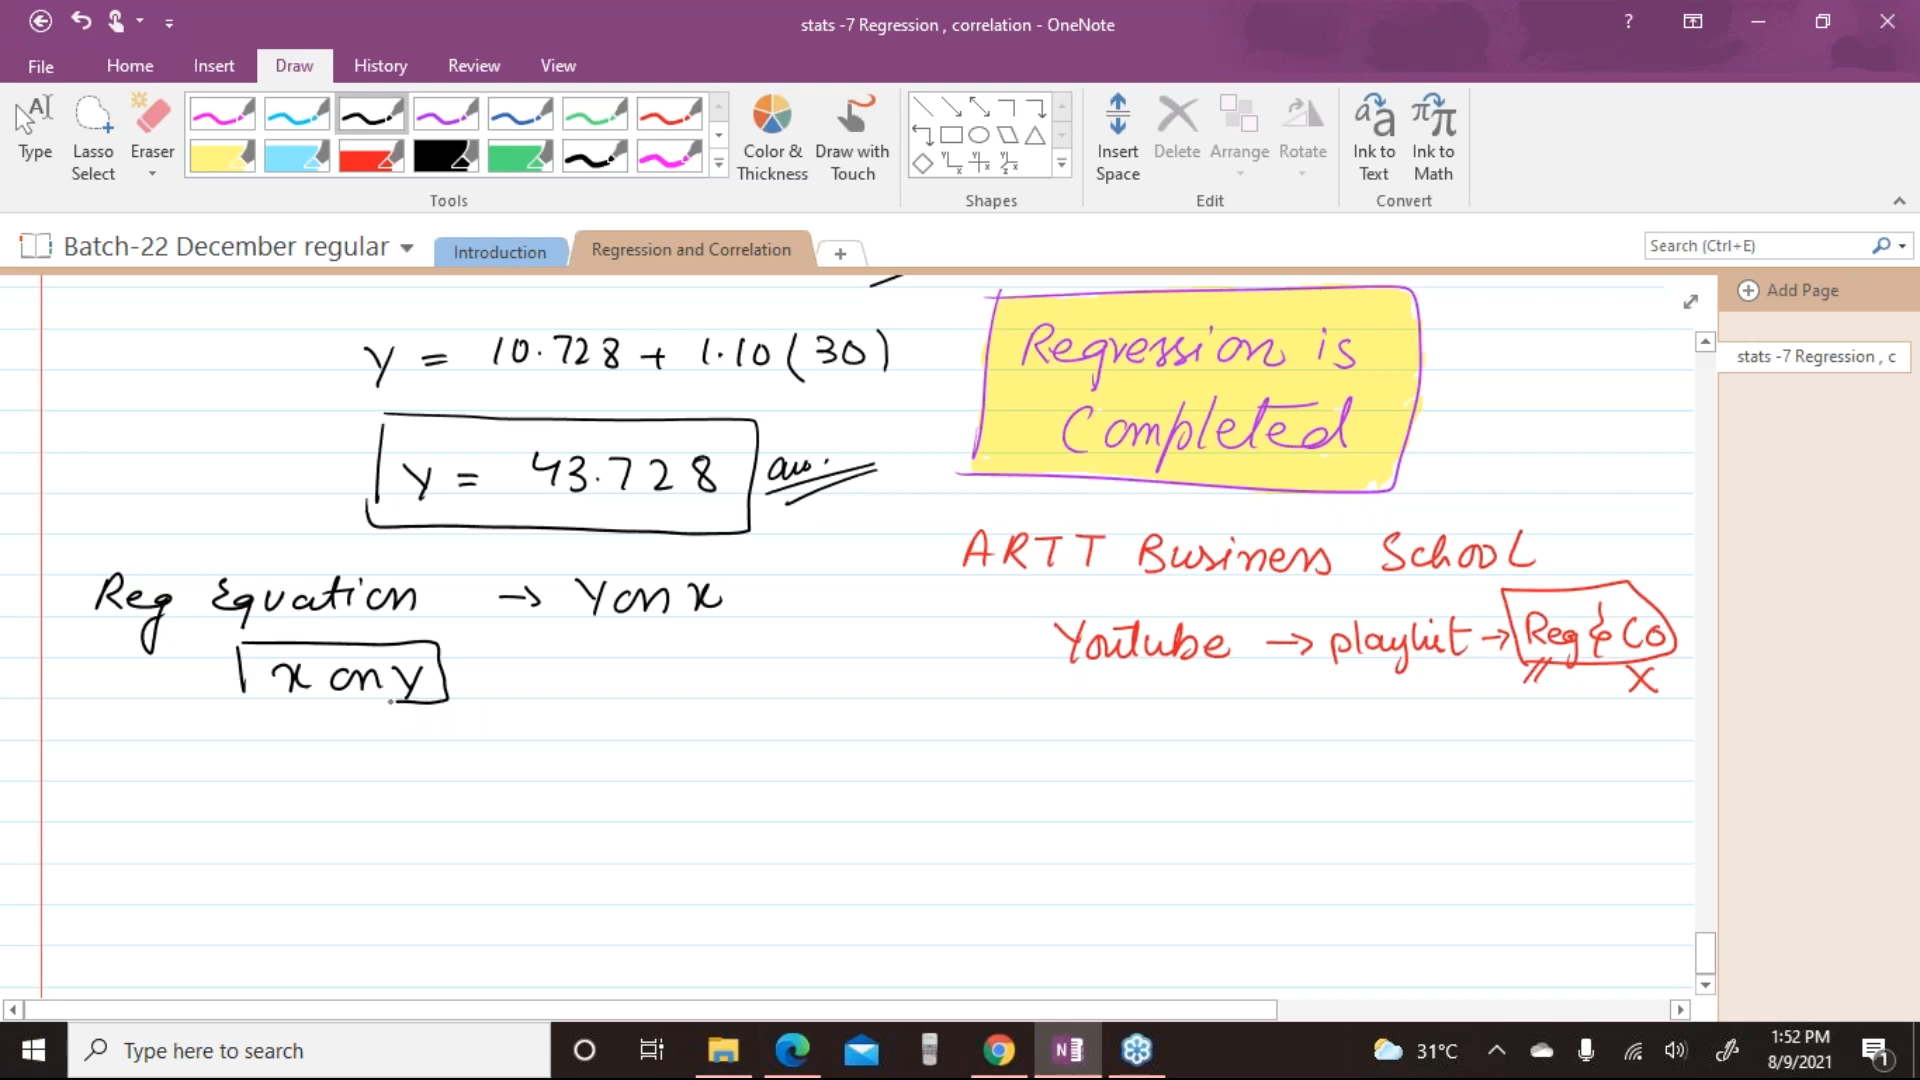 stats -7 Regression , correlation - OneNote
?
File Home Insert Draw History Review View
Type
Lasso Select
Eraser
Color & Thickness
Draw with Touch
Insert Space
Delete
Arrange
Rotate
Ink to Text
Ink to Math
Tools
Shapes
Edit
Convert
Batch-22 December regular
Introduction
Regression and Correlation
Search (Ctrl+E)
Add Page
stats -7 Regression , c
y = 10.728 + 1.10 (30)
y = 43.728 ans.
Regression is
Completed
Reg Equation → Y on x
x on y
ARTT Business School
Youtube → playlist → Reg & Co
X
Type here to search
31°C
1:52 PM
8/9/2021
1